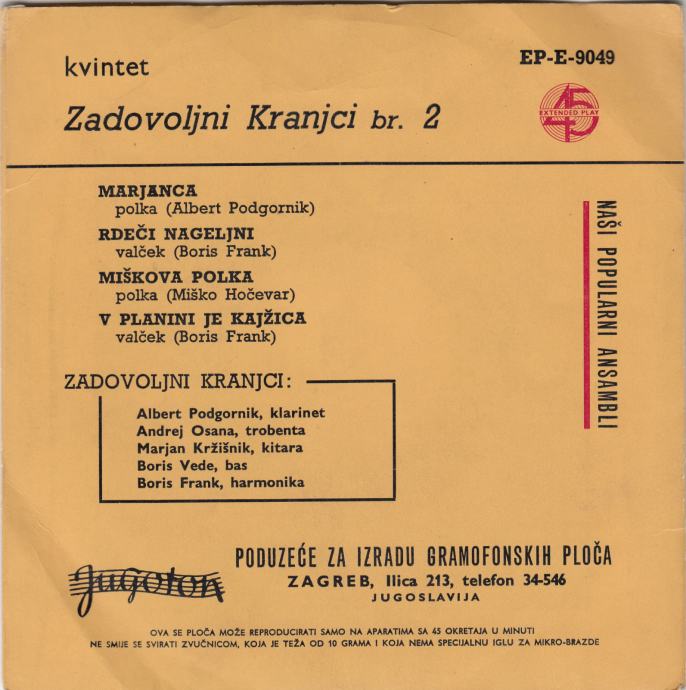 kvintet
EP-E-9049
Zadovoljni Kranjci br. 2
45
EXTENDED PLAY
MARJANCA
polka (Albert Podgornik)
RDEČI NAGELJNI
valček (Boris Frank)
MIŠKOVA POLKA
polka (Miško Hočevar)
V PLANINI JE KAJŽICA
valček (Boris Frank)
NAŠI POPULARNI ANSAMBLI
ZADOVOLJNI KRANJCI:
Albert Podgornik, klarinet
Andrej Osana, trobenta
Marjan Kržišnik, kitara
Boris Vede, bas
Boris Frank, harmonika
Jugoton
PODUZEĆE ZA IZRADU GRAMOFONSKIH PLOČA
ZAGREB, Ilica 213, telefon 34-546
JUGOSLAVIJA
OVA SE PLOČA MOŽE REPRODUCIRATI SAMO NA APARATIMA SA 45 OKRETAJA U MINUTI
NE SMIJE SE SVIRATI ZVUČNICOM, KOJA JE TEŽA OD 10 GRAMA I KOJA NEMA SPECIJALNU IGLU ZA MIKRO-BRAZDE